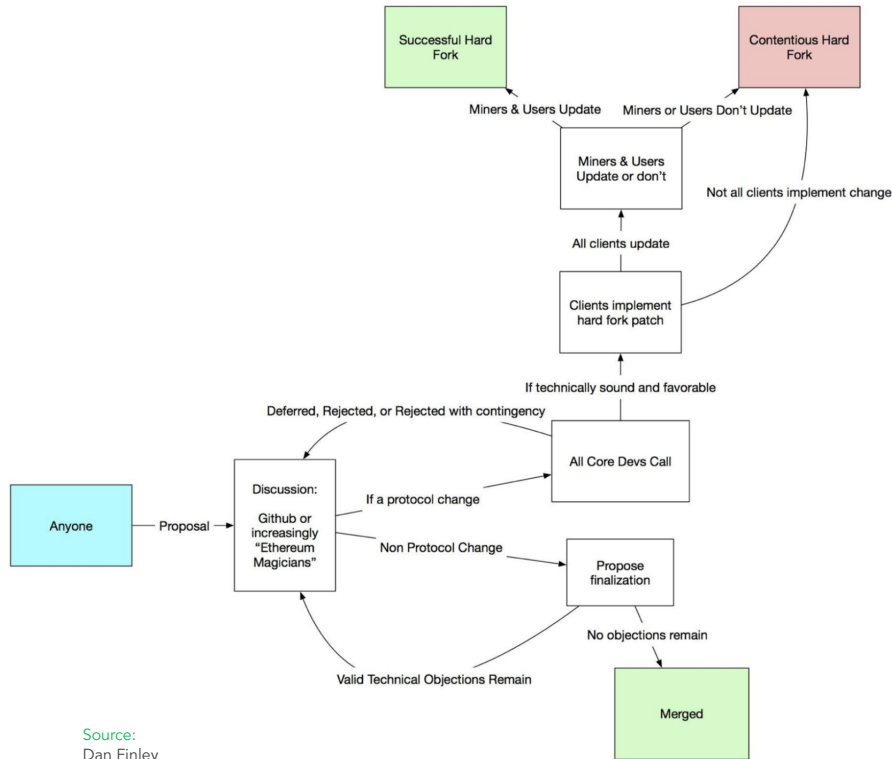 Successful Hard
Fork
Contentious Hard
Fork
Miners & Users Update
Miners or Users Don't Update
Miners & Users
Update or don't
Not all clients implement change
All clients update
Clients implement
hard fork patch
If technically sound and favorable
Deferred, Rejected, or Rejected with contingency
All Core Devs Call
Discussion:
Github or
increasingly
“Ethereum
Magicians”
If a protocol change
Anyone
Proposal
Non Protocol Change
Propose
finalization
No objections remain
Valid Technical Objections Remain
Merged
Source:
Dan Finley